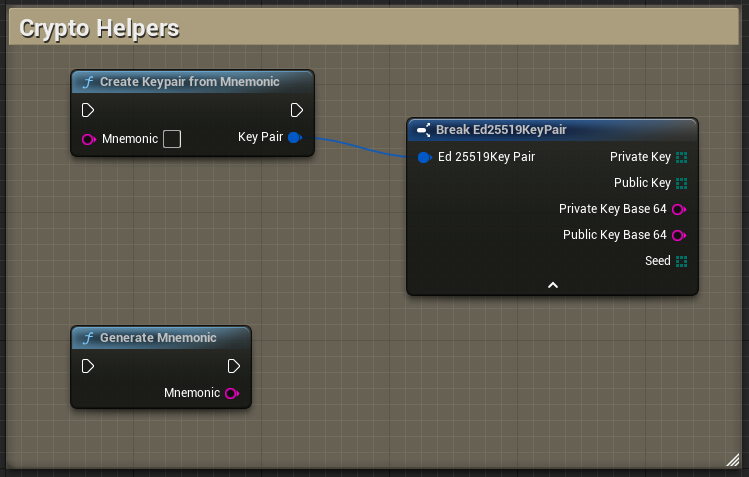 Crypto Helpers
f Create Keypair from Mnemonic
Mnemonic
Key Pair
Break Ed25519KeyPair
Ed 25519Key Pair
Private Key
Public Key
Private Key Base 64
Public Key Base 64
Seed
f Generate Mnemonic
Mnemonic